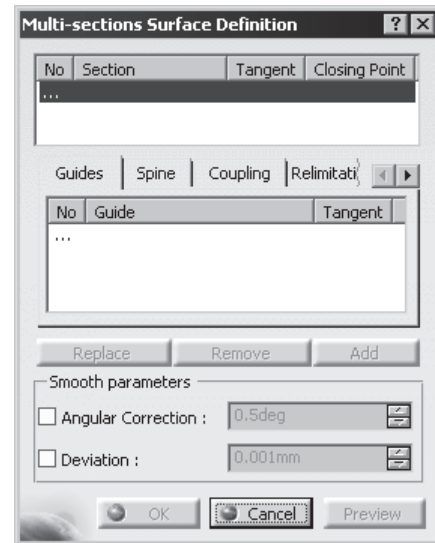 Multi-sections Surface Definition
No Section Tangent Closing Point
...
Guides Spine Coupling Relimitati
No Guide Tangent
...
Replace Remove Add
Smooth parameters
Angular Correction : 0.5deg
Deviation : 0.001mm
OK Cancel Preview